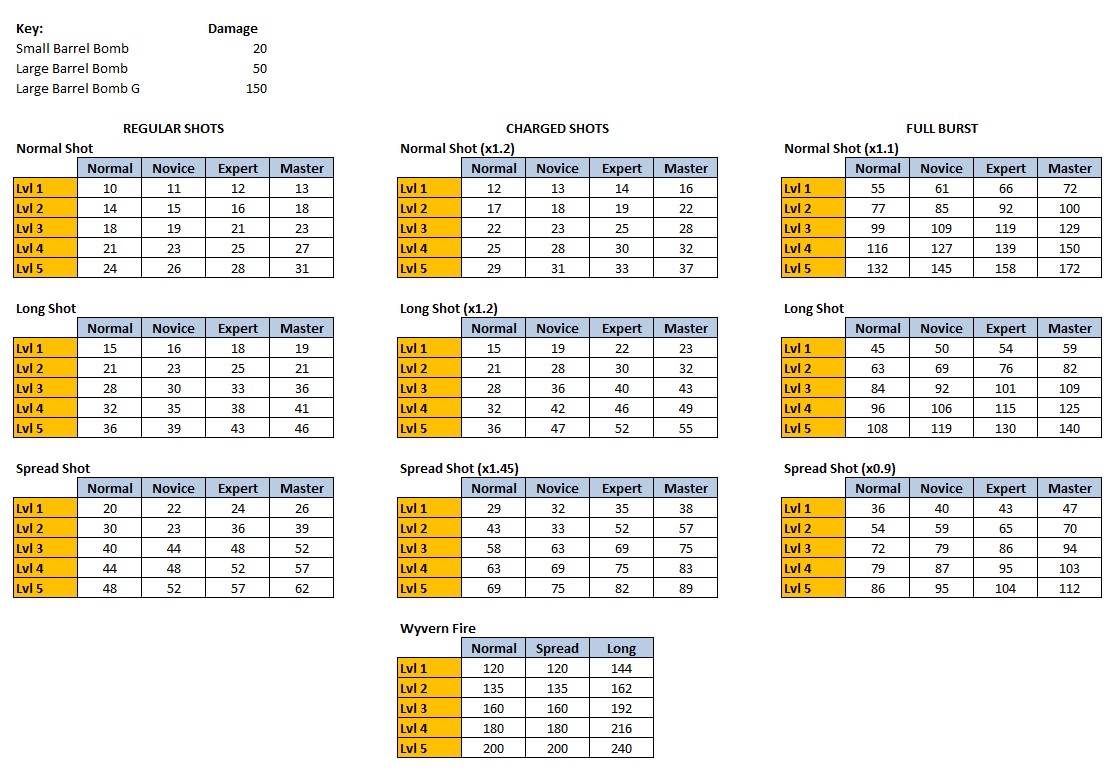 Key: Damage
Small Barrel Bomb 20
Large Barrel Bomb 50
Large Barrel Bomb G 150
REGULAR SHOTS CHARGED SHOTS FULL BURST
Normal Shot Normal Shot (x1.2) Normal Shot (x1.1)
Normal Novice Expert Master Normal Novice Expert Master Normal Novice Expert Master
Lvl 1 10 11 12 13 Lvl 1 12 13 14 16 Lvl 1 55 61 66 72
Lvl 2 14 15 16 18 Lvl 2 17 18 19 22 Lvl 2 77 85 92 100
Lvl 3 18 19 21 23 Lvl 3 22 23 25 28 Lvl 3 99 109 119 129
Lvl 4 21 23 25 27 Lvl 4 25 28 30 32 Lvl 4 116 127 139 150
Lvl 5 24 26 28 31 Lvl 5 29 31 33 37 Lvl 5 132 145 158 172
Long Shot Long Shot (x1.2) Long Shot
Normal Novice Expert Master Normal Novice Expert Master Normal Novice Expert Master
Lvl 1 15 16 18 19 Lvl 1 15 19 22 23 Lvl 1 45 50 54 59
Lvl 2 21 23 25 21 Lvl 2 21 28 30 32 Lvl 2 63 69 76 82
Lvl 3 28 30 33 36 Lvl 3 28 36 40 43 Lvl 3 84 92 101 109
Lvl 4 32 35 38 41 Lvl 4 32 42 46 49 Lvl 4 96 106 115 125
Lvl 5 36 39 43 46 Lvl 5 36 47 52 55 Lvl 5 108 119 130 140
Spread Shot Spread Shot (x1.45) Spread Shot (x0.9)
Normal Novice Expert Master Normal Novice Expert Master Normal Novice Expert Master
Lvl 1 20 22 24 26 Lvl 1 29 32 35 38 Lvl 1 36 40 43 47
Lvl 2 30 23 36 39 Lvl 2 43 33 52 57 Lvl 2 54 59 65 70
Lvl 3 40 44 48 52 Lvl 3 58 63 69 75 Lvl 3 72 79 86 94
Lvl 4 44 48 52 57 Lvl 4 63 69 75 83 Lvl 4 79 87 95 103
Lvl 5 48 52 57 62 Lvl 5 69 75 82 89 Lvl 5 86 95 104 112
Wyvern Fire
Normal Spread Long
Lvl 1 120 120 144
Lvl 2 135 135 162
Lvl 3 160 160 192
Lvl 4 180 180 216
Lvl 5 200 200 240